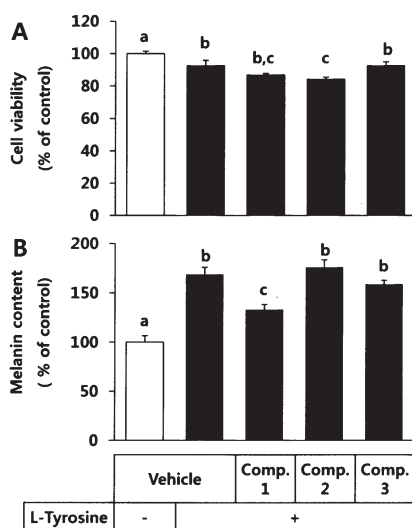 A
Cell viability
(% of control)
120
100
80
60
40
20
0
a
b
b,c
c
b
B
Melanin content
( % of control)
200
150
100
50
0
a
b
c
b
b
Vehicle
Comp.
1
Comp.
2
Comp.
3
L-Tyrosine
-
+